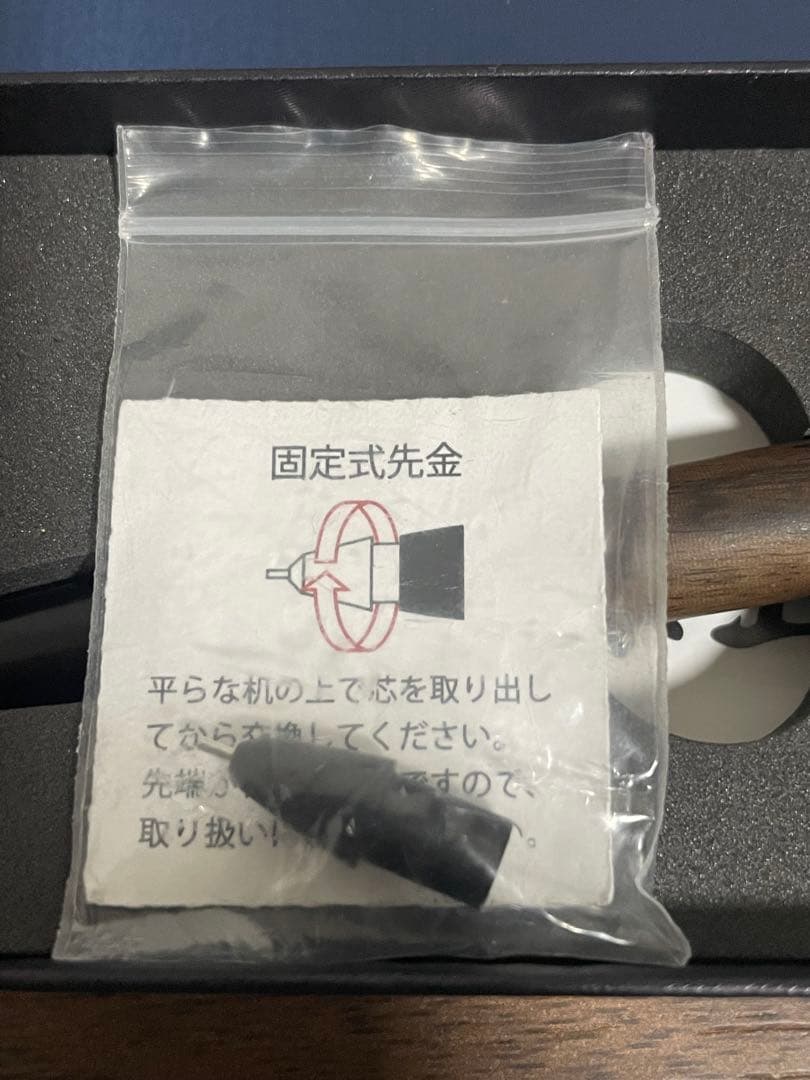 固定式先金
平らな机の上で芯を取り出し
てから交換してください。
先端が ですので、
取り扱い 。